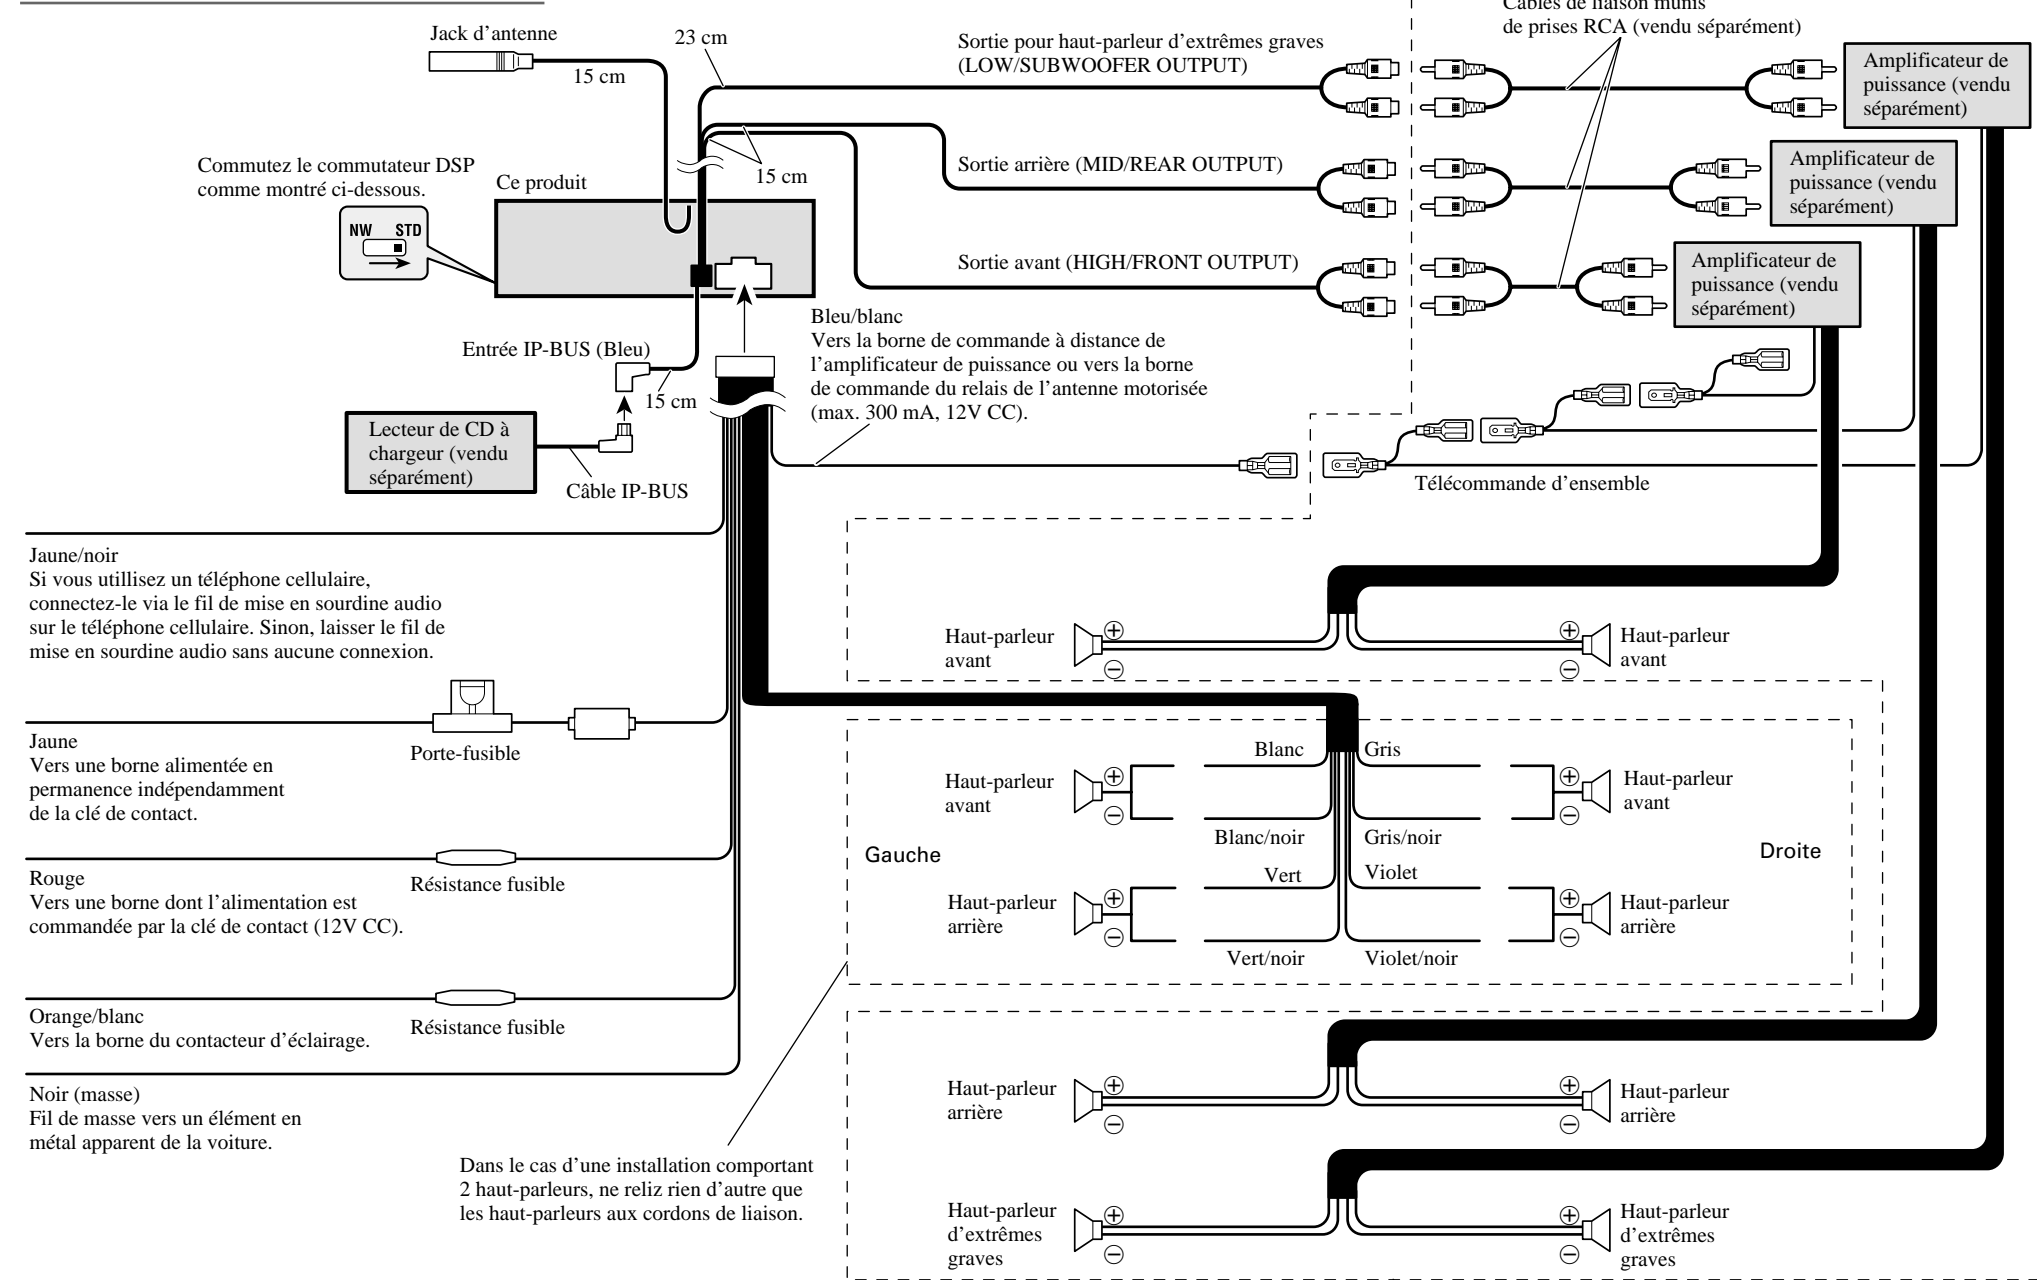 Câbles de liaison munis
de prises RCA (vendu séparément)
Jack d'antenne
15 cm
23 cm
Sortie pour haut-parleur d'extrêmes graves
(LOW/SUBWOOFER OUTPUT)
Amplificateur de
puissance (vendu
séparément)
Commutez le commutateur DSP
comme montré ci-dessous.
NW STD
Ce produit
15 cm
Sortie arrière (MID/REAR OUTPUT)
Amplificateur de
puissance (vendu
séparément)
Sortie avant (HIGH/FRONT OUTPUT)
Amplificateur de
puissance (vendu
séparément)
Bleu/blanc
Vers la borne de commande à distance de
l'amplificateur de puissance ou vers la borne
de commande du relais de l'antenne motorisée
(max. 300 mA, 12V CC).
Entrée IP-BUS (Bleu)
15 cm
Lecteur de CD à
chargeur (vendu
séparément)
Câble IP-BUS
Télécommande d'ensemble
Jaune/noir
Si vous utilisez un téléphone cellulaire,
connectez-le via le fil de mise en sourdine audio
sur le téléphone cellulaire. Sinon, laisser le fil de
mise en sourdine audio sans aucune connexion.
Haut-parleur
avant
+
−
+
−
Haut-parleur
avant
Jaune
Vers une borne alimentée en
permanence indépendamment
de la clé de contact.
Porte-fusible
Blanc
Gris
Haut-parleur
avant
+
−
+
−
Haut-parleur
avant
Blanc/noir
Gris/noir
Gauche
Droite
Rouge
Vers une borne dont l'alimentation est
commandée par la clé de contact (12V CC).
Résistance fusible
Vert
Violet
Haut-parleur
arrière
+
−
+
−
Haut-parleur
arrière
Vert/noir
Violet/noir
Orange/blanc
Vers la borne du contacteur d'éclairage.
Résistance fusible
Noir (masse)
Fil de masse vers un élément en
métal apparent de la voiture.
Haut-parleur
arrière
+
−
+
−
Haut-parleur
arrière
Dans le cas d'une installation comportant
2 haut-parleurs, ne reliz rien d'autre que
les haut-parleurs aux cordons de liaison.
Haut-parleur
d'extrêmes
graves
+
−
+
−
Haut-parleur
d'extrêmes
graves